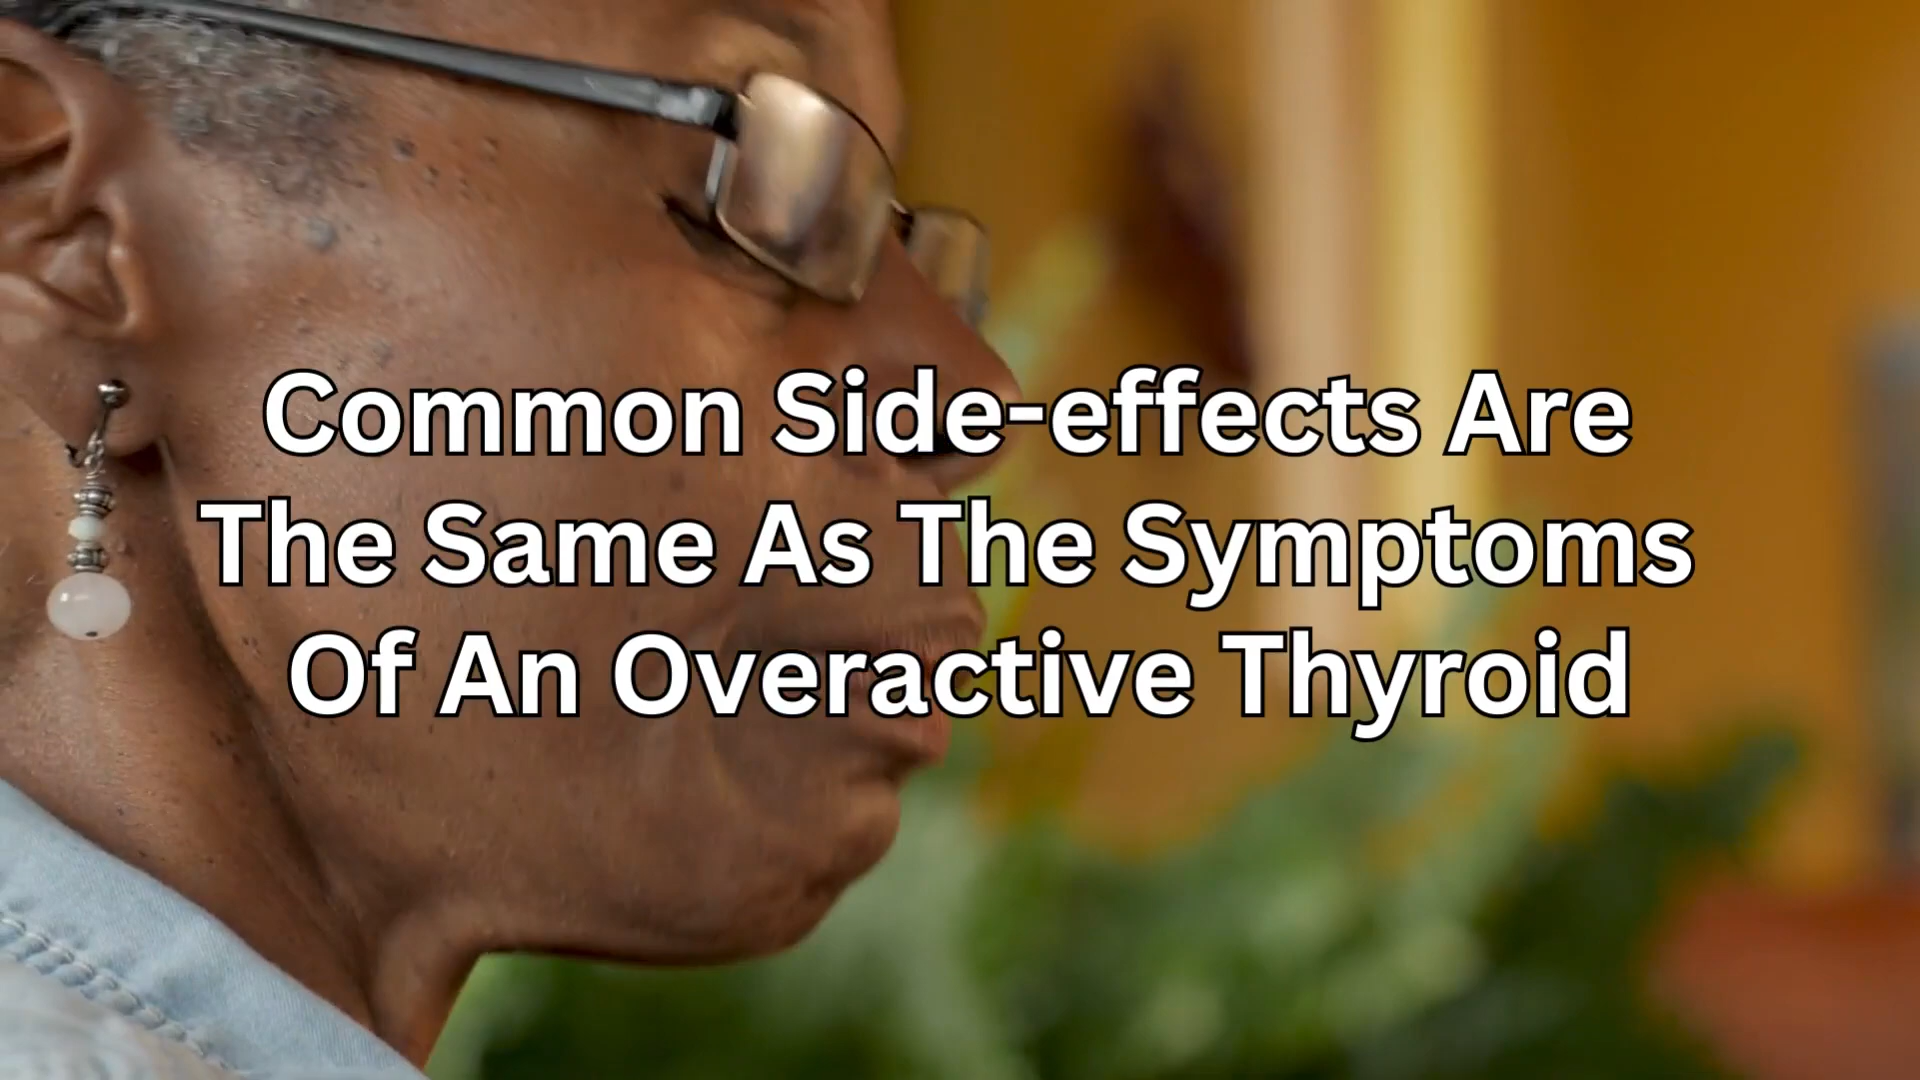 Common Side-effects Are
The Same As The Symptoms
Of An Overactive Thyroid